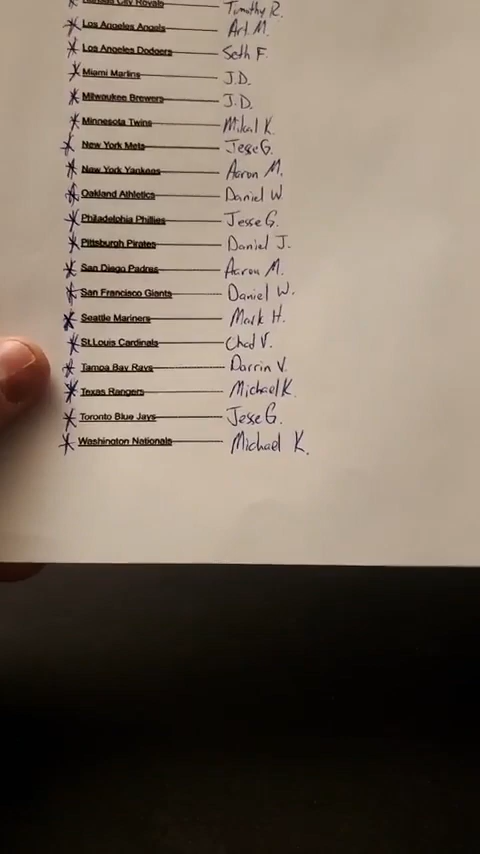 Kansas City Royals Timothy R.
* Los Angeles Angels Art M.
* Los Angeles Dodgers Seth F.
* Miami Marlins J.D.
* Milwaukee Brewers J.D.
* Minnesota Twins Mikal K.
* New York Mets Jesse G.
* New York Yankees Aaron M.
* Oakland Athletics Daniel W.
* Philadelphia Phillies Jesse G.
* Pittsburgh Pirates Daniel J.
* San Diego Padres Aaron M.
* San Francisco Giants Daniel W.
* Seattle Mariners Mark H.
* St.Louis Cardinals Chad V.
* Tampa Bay Rays Darrin V.
* Texas Rangers Michael K.
* Toronto Blue Jays Jesse G.
* Washington Nationals Michael K.